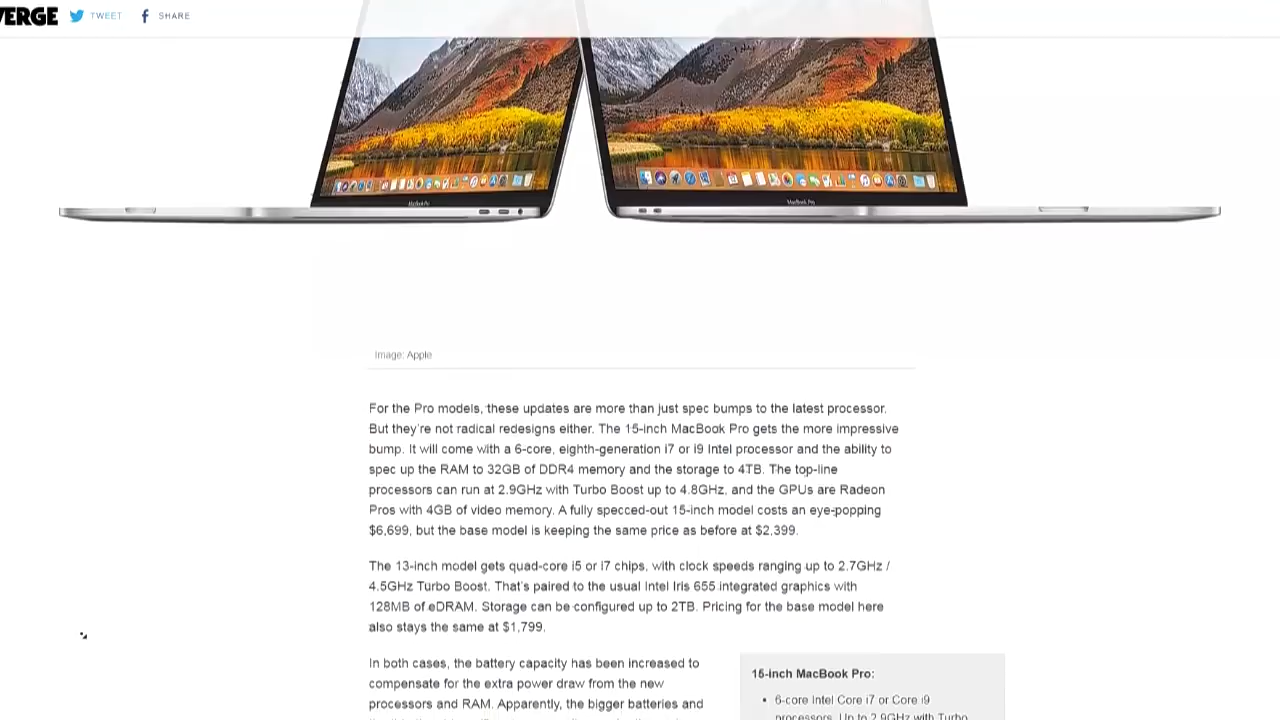 VERGE TWEET SHARE
MacBook Pro MacBook Pro
Image: Apple
For the Pro models, these updates are more than just spec bumps to the latest processor.
But they're not radical redesigns either. The 15-inch MacBook Pro gets the more impressive
bump. It will come with a 6-core, eighth-generation i7 or i9 Intel processor and the ability to
spec up the RAM to 32GB of DDR4 memory and the storage to 4TB. The top-line
processors can run at 2.9GHz with Turbo Boost up to 4.8GHz, and the GPUs are Radeon
Pros with 4GB of video memory. A fully specced-out 15-inch model costs an eye-popping
$6,699, but the base model is keeping the same price as before at $2,399.
The 13-inch model gets quad-core i5 or i7 chips, with clock speeds ranging up to 2.7GHz /
4.5GHz Turbo Boost. That's paired to the usual Intel Iris 655 integrated graphics with
128MB of eDRAM. Storage can be configured up to 2TB. Pricing for the base model here
also stays the same at $1,799.
In both cases, the battery capacity has been increased to
compensate for the extra power draw from the new
processors and RAM. Apparently, the bigger batteries and
15-inch MacBook Pro:
• 6-core Intel Core i7 or Core i9
processors. Up to 2.9GHz with Turbo